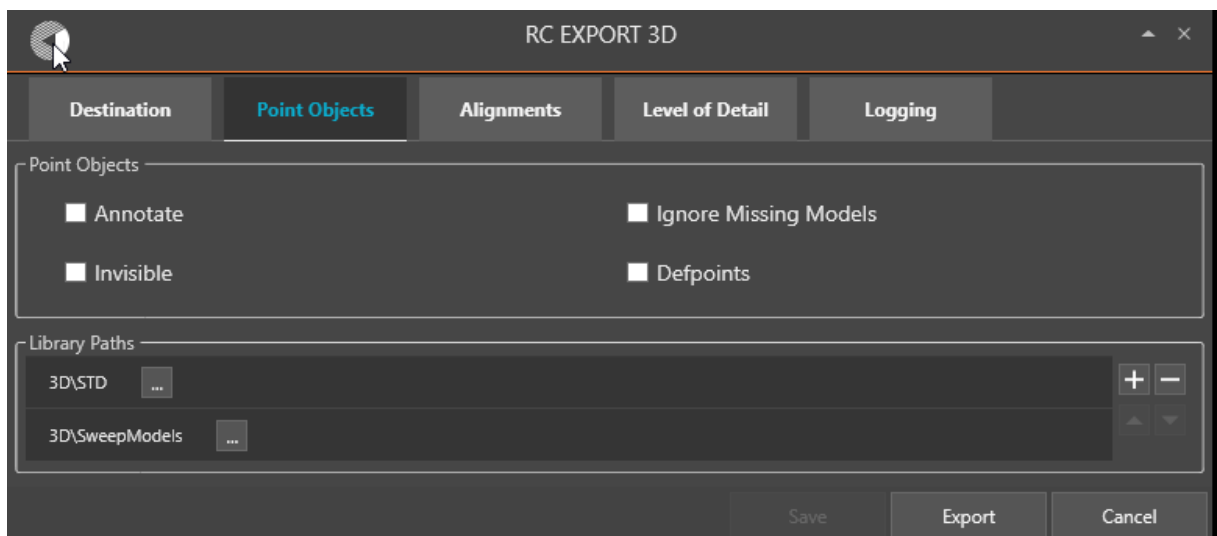 RC EXPORT 3D
Destination Point Objects Alignments Level of Detail Logging
Point Objects
Annotate Ignore Missing Models
Invisible Defpoints
Library Paths
3D\STD ...
3D\SweepModels ...
Save Export Cancel